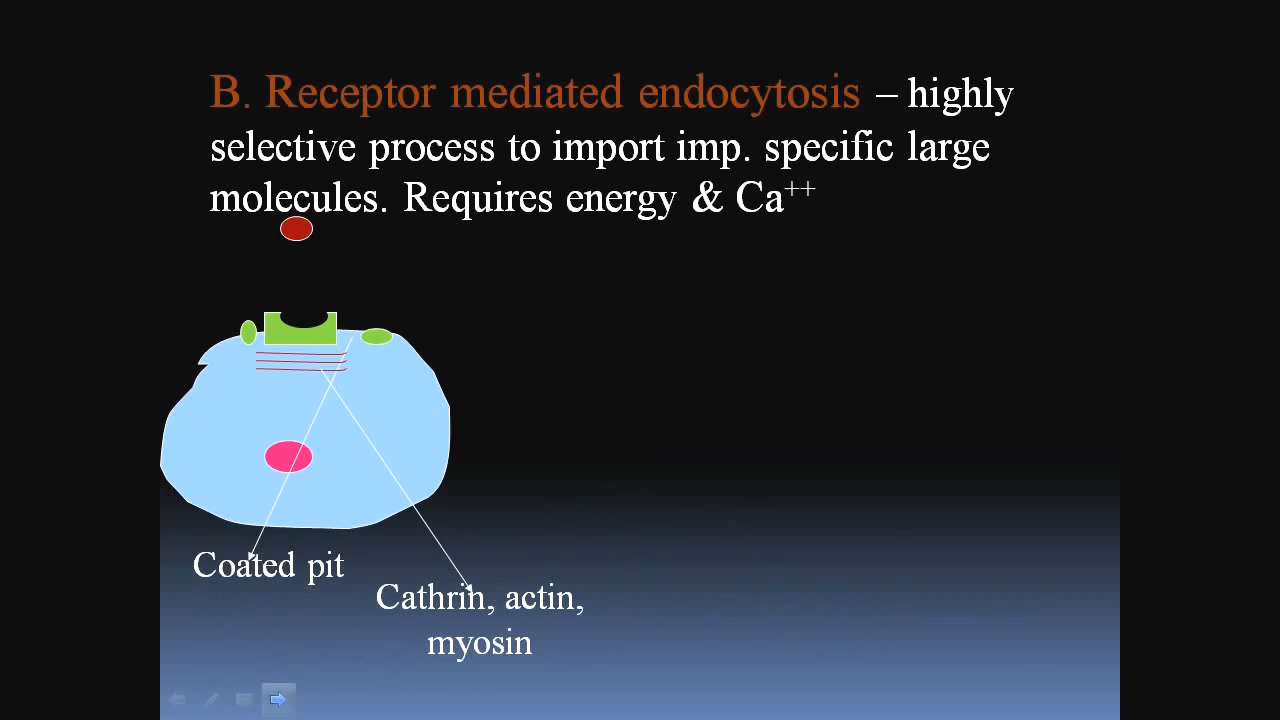 B. Receptor mediated endocytosis – highly
selective process to import imp. specific large
molecules. Requires energy & Ca⁺⁺
Coated pit
Cathrin, actin,
myosin